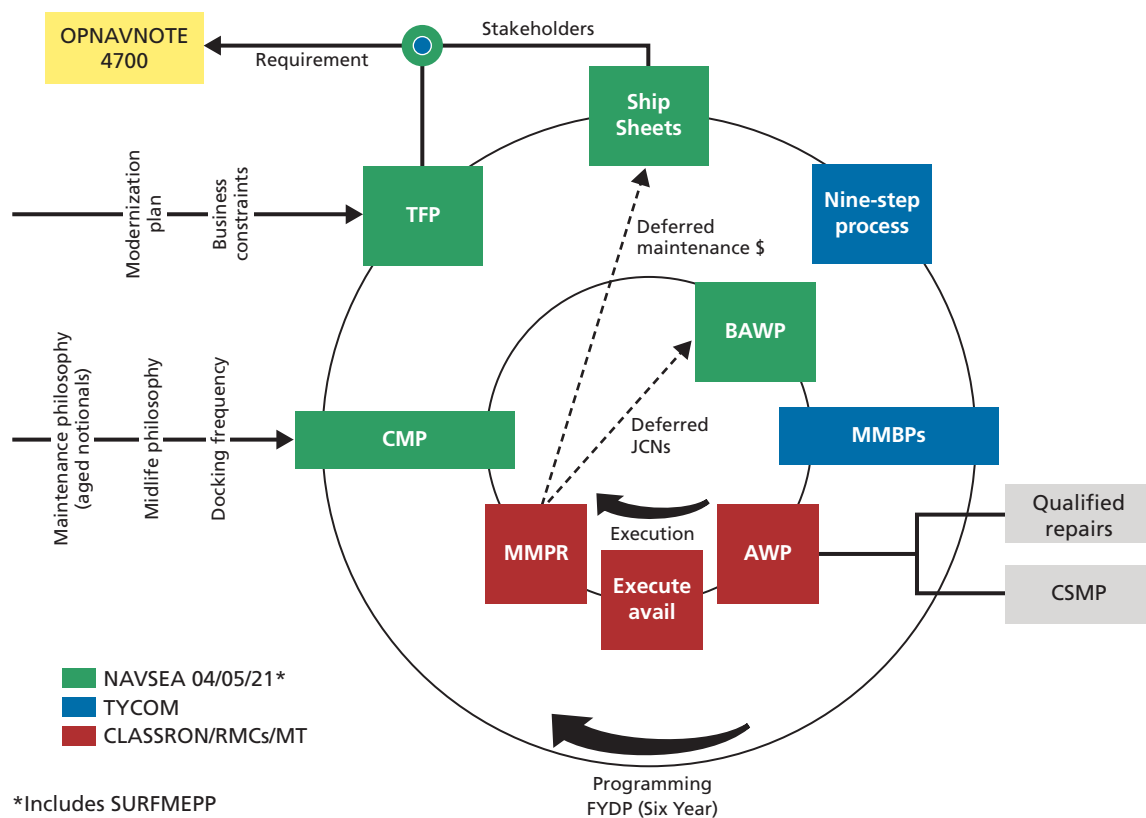 OPNAVNOTE
4700
Requirement
Stakeholders
Ship
Sheets
Modernization
plan
Business
constraints
TFP
Nine-step
process
Deferred
maintenance $
BAWP
Maintenance philosophy
(aged notionals)
Midlife philosophy
Docking frequency
CMP
Deferred
JCNs
MMBPs
MMPR
Execution
Execute
avail
AWP
Qualified
repairs
CSMP
NAVSEA 04/05/21*
TYCOM
CLASSRON/RMCs/MT
Programming
FYDP (Six Year)
*Includes SURFMEPP